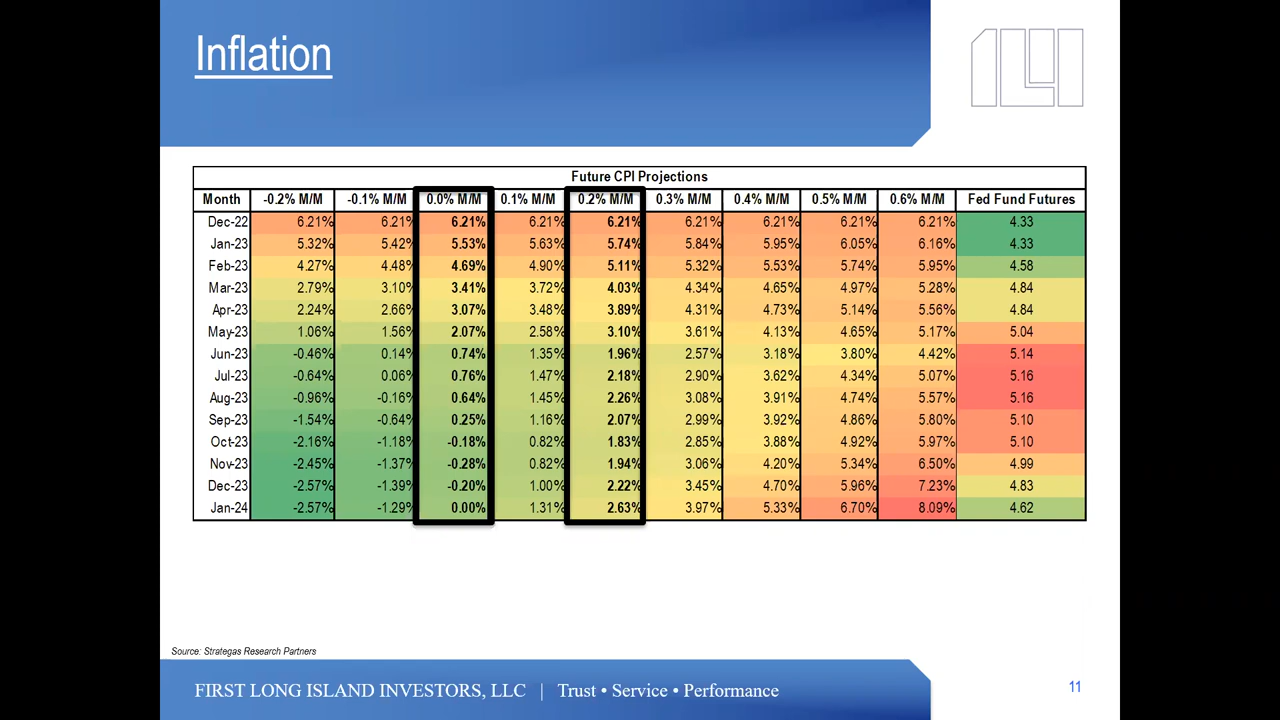 Inflation
Future CPI Projections
Month -0.2% M/M -0.1% M/M 0.0% M/M 0.1% M/M 0.2% M/M 0.3% M/M 0.4% M/M 0.5% M/M 0.6% M/M Fed Fund Futures
Dec-22 6.21% 6.21% 6.21% 6.21% 6.21% 6.21% 6.21% 6.21% 6.21% 4.33
Jan-23 5.32% 5.42% 5.53% 5.63% 5.74% 5.84% 5.95% 6.05% 6.16% 4.33
Feb-23 4.27% 4.48% 4.69% 4.90% 5.11% 5.32% 5.53% 5.74% 5.95% 4.58
Mar-23 2.79% 3.10% 3.41% 3.72% 4.03% 4.34% 4.65% 4.97% 5.28% 4.84
Apr-23 2.24% 2.66% 3.07% 3.48% 3.89% 4.31% 4.73% 5.14% 5.56% 4.84
May-23 1.06% 1.56% 2.07% 2.58% 3.10% 3.61% 4.13% 4.65% 5.17% 5.04
Jun-23 -0.46% 0.14% 0.74% 1.35% 1.96% 2.57% 3.18% 3.80% 4.42% 5.14
Jul-23 -0.64% 0.06% 0.76% 1.47% 2.18% 2.90% 3.62% 4.34% 5.07% 5.16
Aug-23 -0.96% -0.16% 0.64% 1.45% 2.26% 3.08% 3.91% 4.74% 5.57% 5.16
Sep-23 -1.54% -0.64% 0.25% 1.16% 2.07% 2.99% 3.92% 4.86% 5.80% 5.10
Oct-23 -2.16% -1.18% -0.18% 0.82% 1.83% 2.85% 3.88% 4.92% 5.97% 5.10
Nov-23 -2.45% -1.37% -0.28% 0.82% 1.94% 3.06% 4.20% 5.34% 6.50% 4.99
Dec-23 -2.57% -1.39% -0.20% 1.00% 2.22% 3.45% 4.70% 5.96% 7.23% 4.83
Jan-24 -2.57% -1.29% 0.00% 1.31% 2.63% 3.97% 5.33% 6.70% 8.09% 4.62
Source: Strategas Research Partners
FIRST LONG ISLAND INVESTORS, LLC | Trust • Service • Performance
11